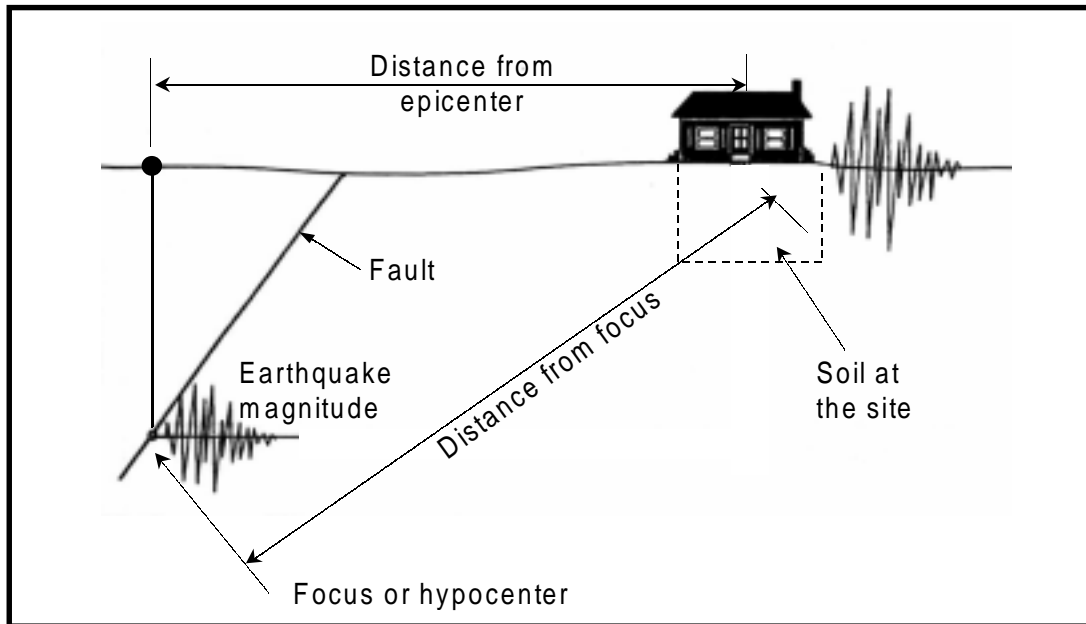 Distance from
epicenter
Fault
Earthquake
magnitude
Distance from focus
Soil at
the site
Focus or hypocenter